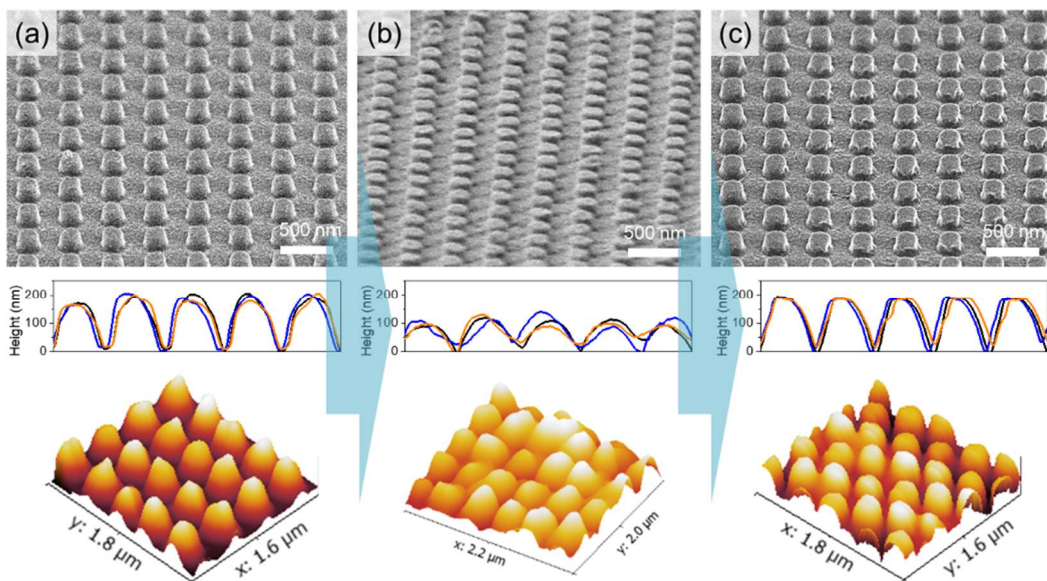 (a)
(b)
(c)
500 nm
500 nm
500 nm
Height (nm)
200
100
0
Height (nm)
200
100
0
Height (nm)
200
100
0
y: 1.8 µm
x: 1.6 µm
x: 2.2 µm
y: 2.0 µm
x: 1.8 µm
y: 1.6 µm